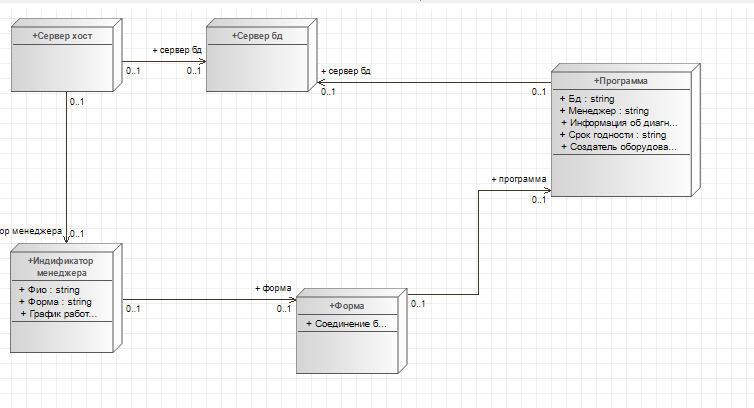 +Сервер хост
+ сервер бд
0..1
0..1
+Сервер бд
+ сервер бд
0..1
0..1
+Программа
+ Бд : string
+ Менеджер : string
+ Информация об диагн...
+ Срок годности : string
+ Создатель оборудова...
0..1
+ программа
0..1
ор менеджера
0..1
+Индификатор
менеджера
+ Фио : string
+ Форма : string
+ График работ...
+ форма
0..1
0..1
+Форма
+ Соединение б...
0..1